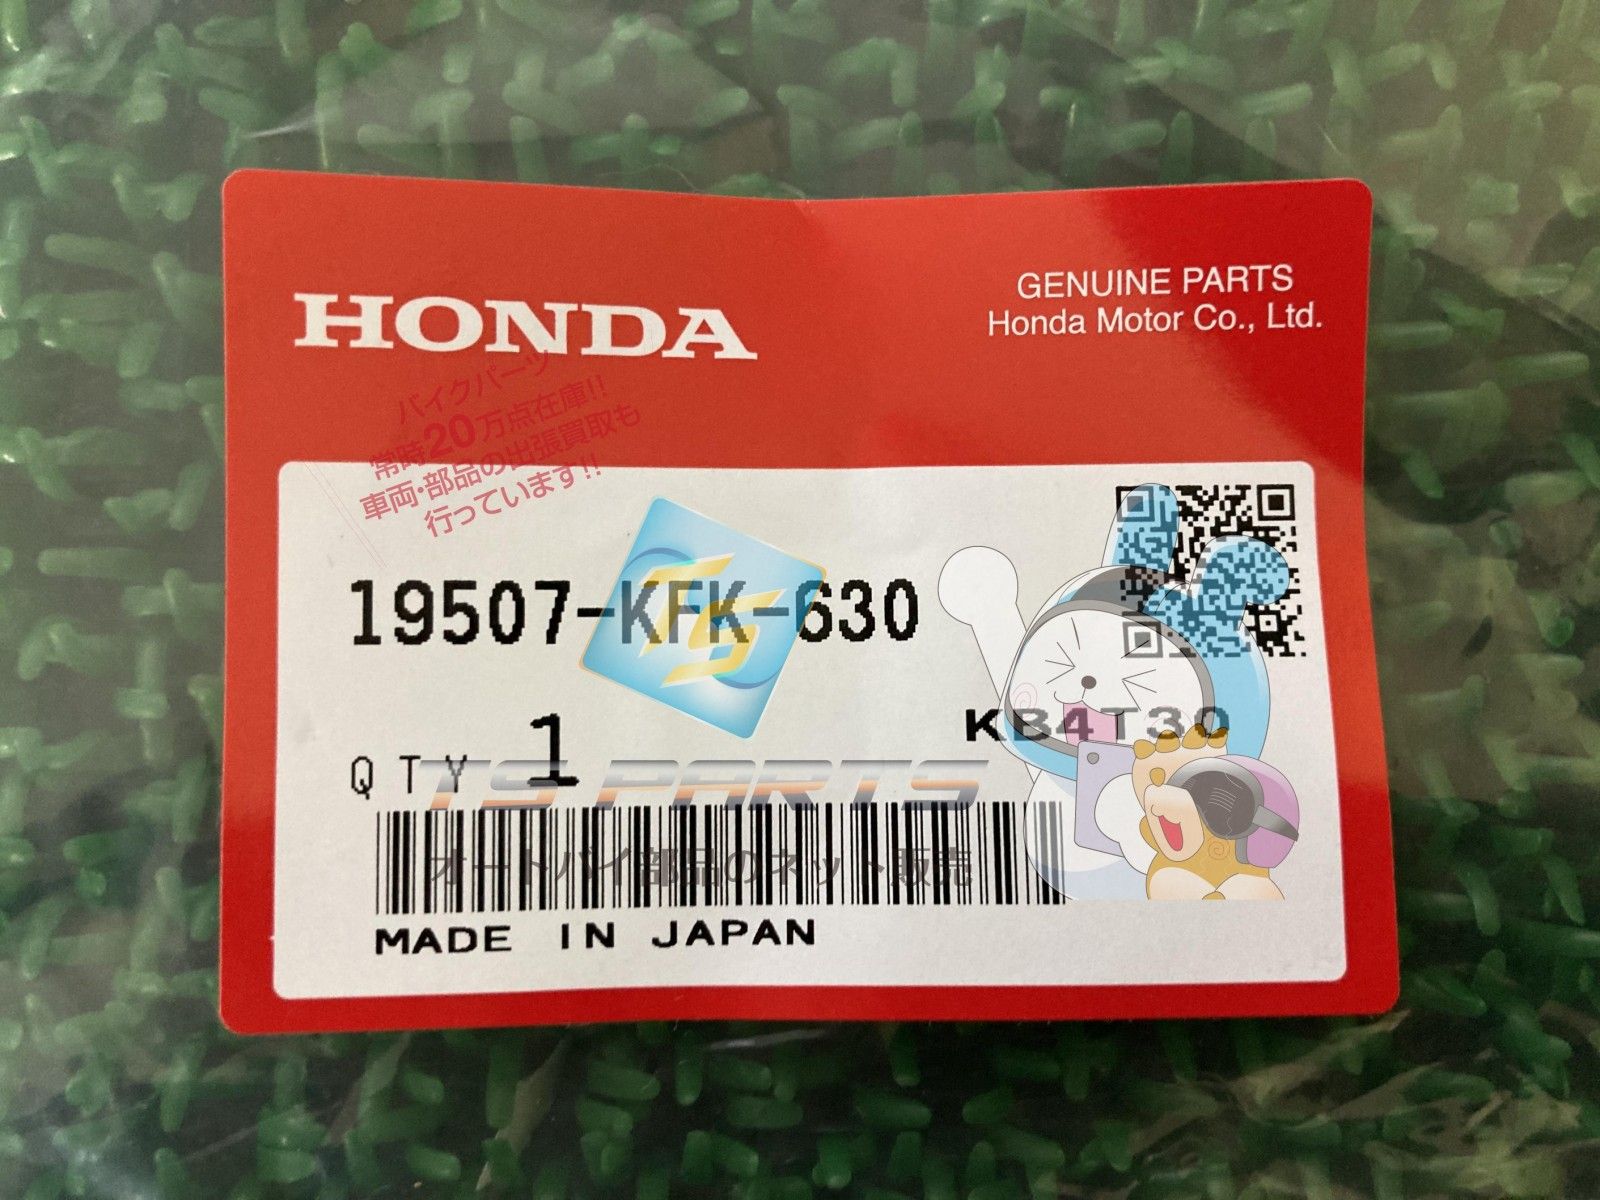 HONDA
GENUINE PARTS
Honda Motor Co., Ltd.
バイクパーツ
常時20万点在庫!!
車両・部品の出張買取も
行っています!!
TS
19507-KFK-630
KB4T30
QTY 1
TS PARTS
オートバイ部品のネット販売
MADE IN JAPAN